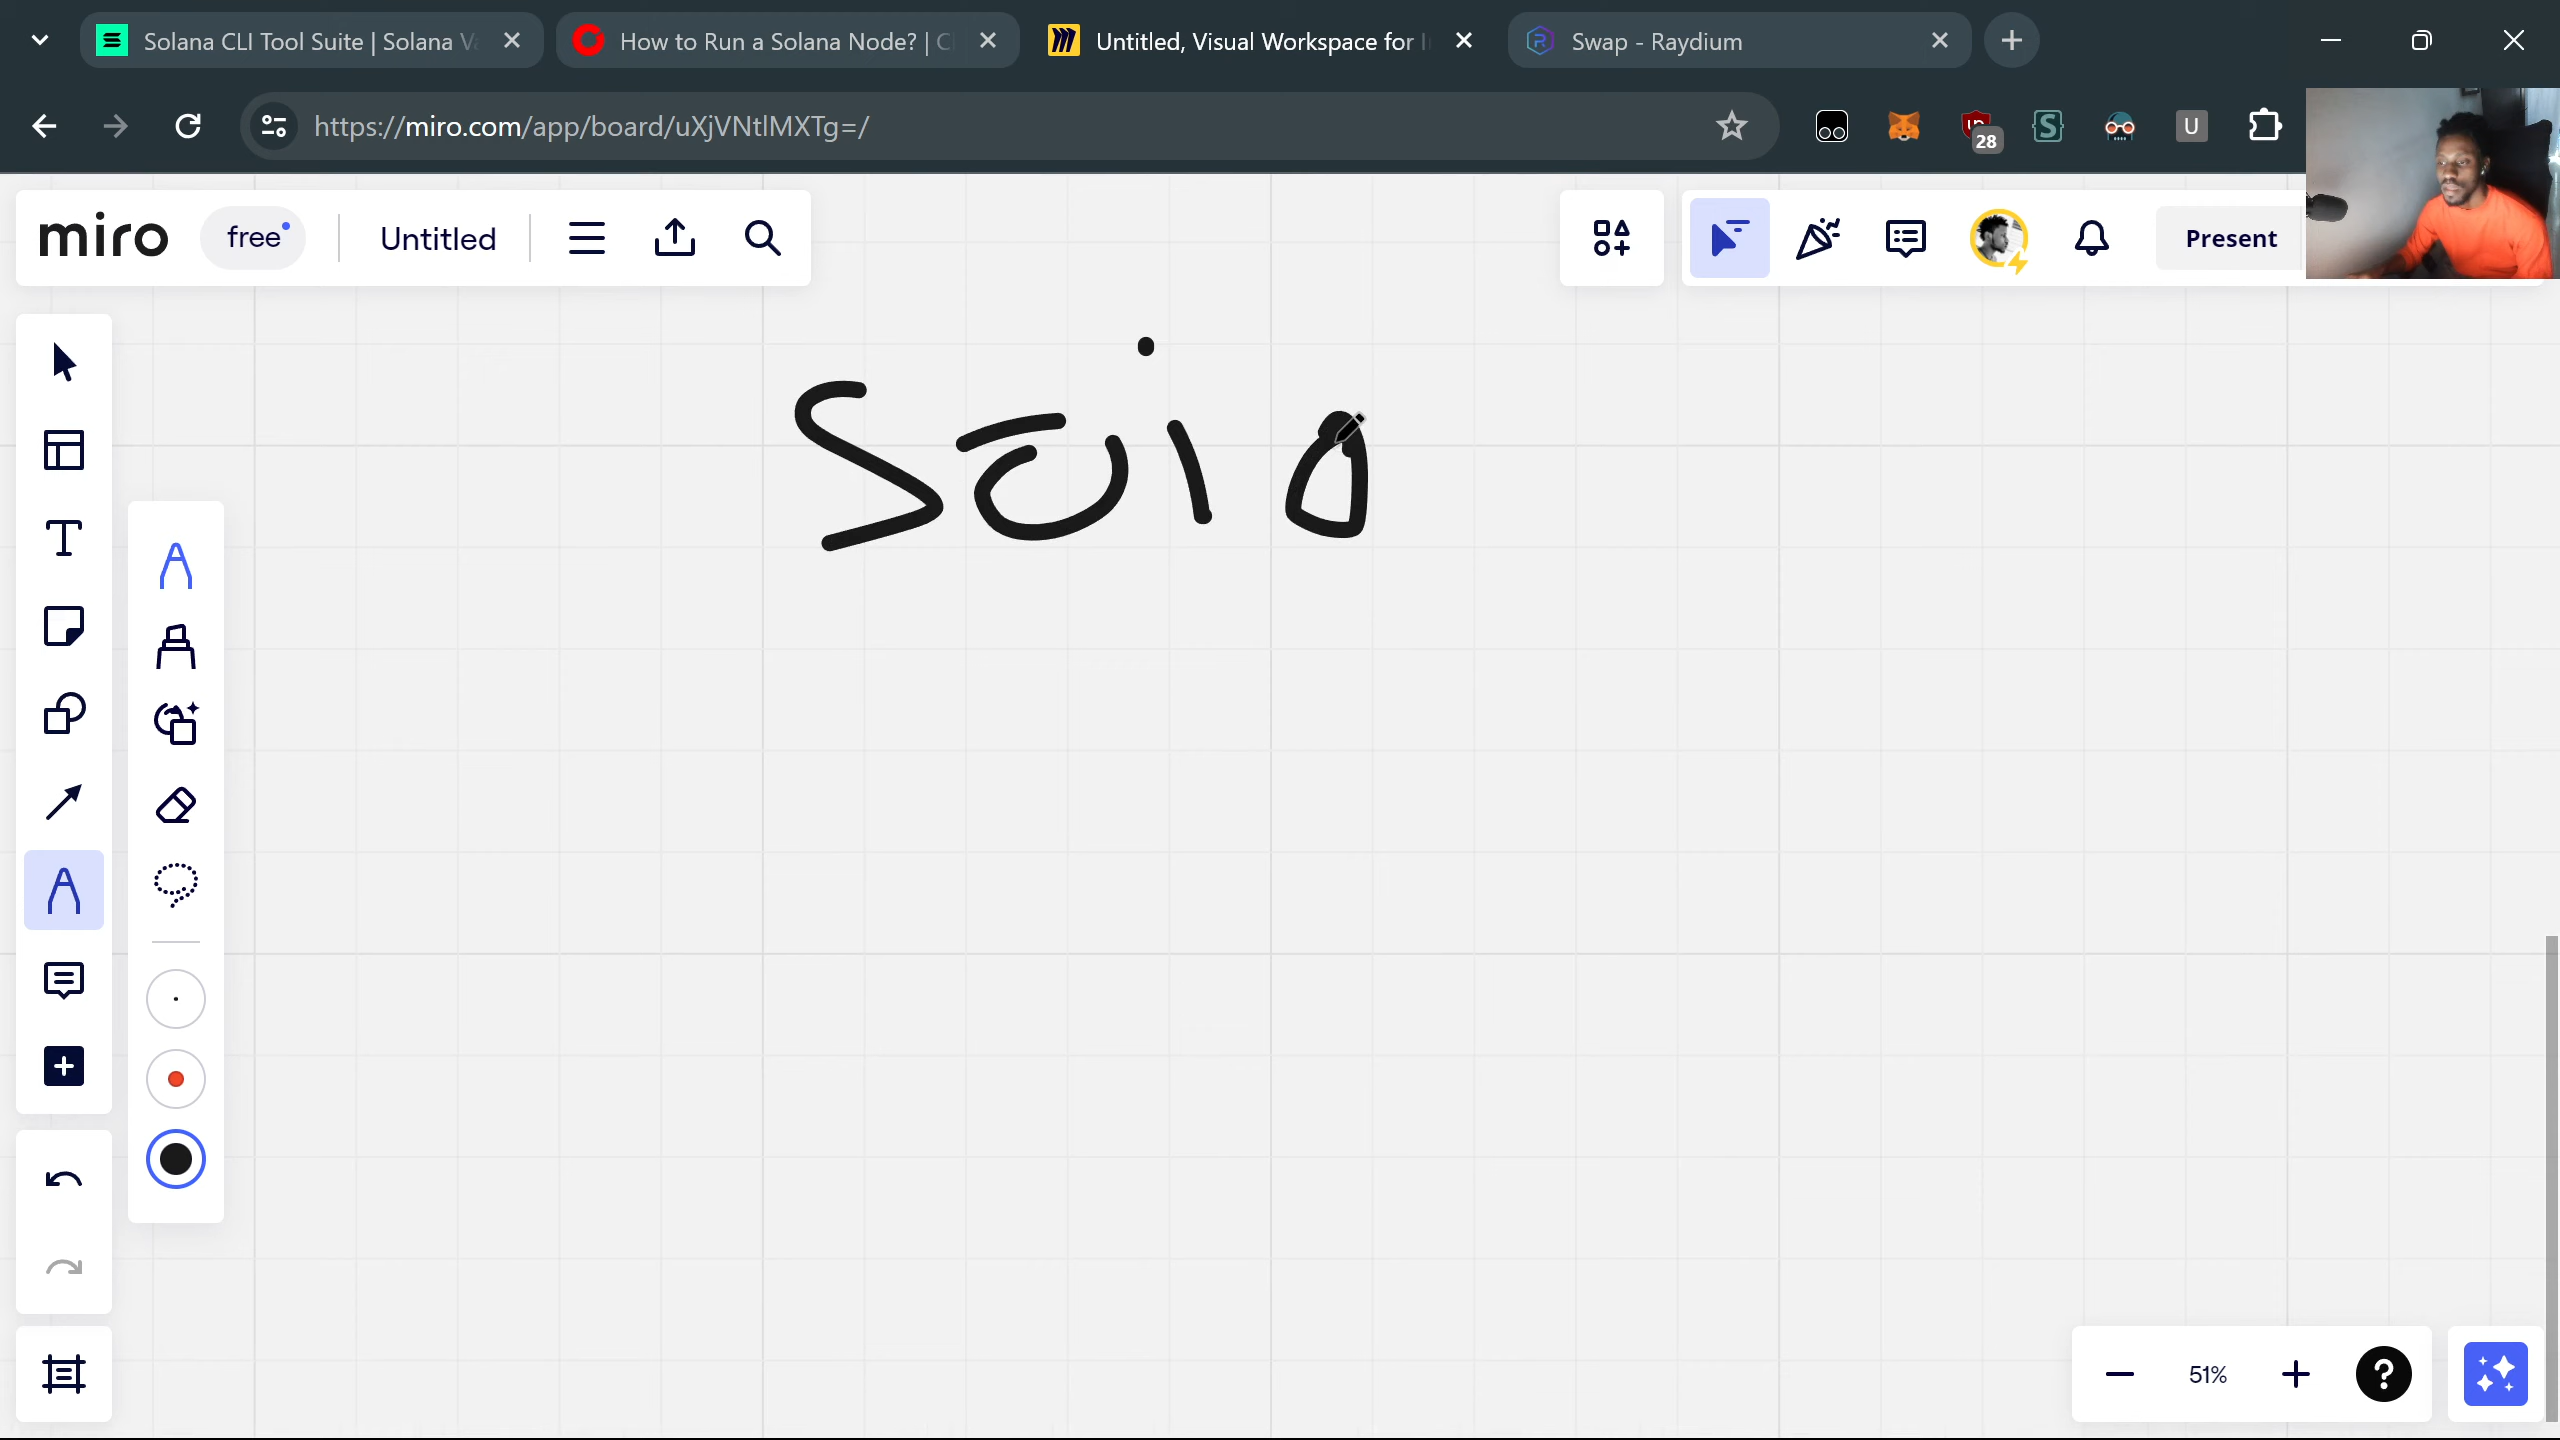 Solana CLI Tool Suite | Solana Va
How to Run a Solana Node? | C
Untitled, Visual Workspace for I
Swap - Raydium
https://miro.com/app/board/uXjVNtlMXTg=/
28
U
miro
free
Untitled
Present
51%
?